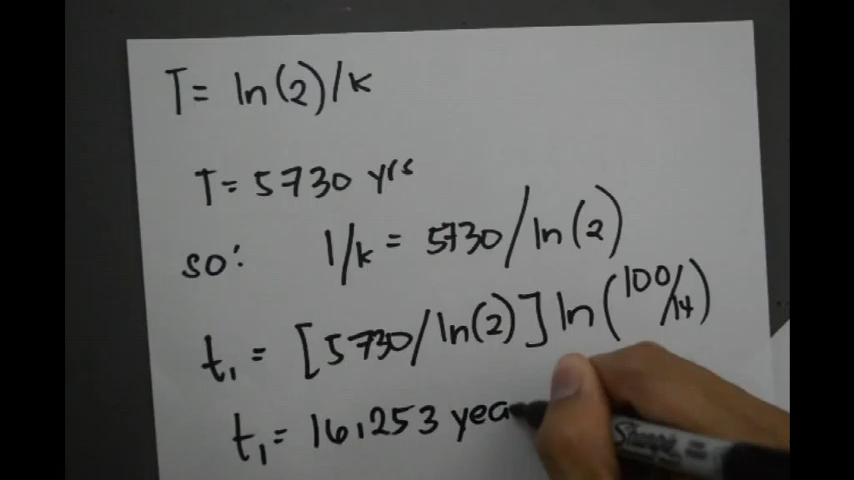 T= ln(2)/k
T= 5730 yrs
so: 1/k = 5730/ln(2)
t₁ = [5730/ln(2)] ln(100/14)
t₁= 16,253 yea
Sharpie